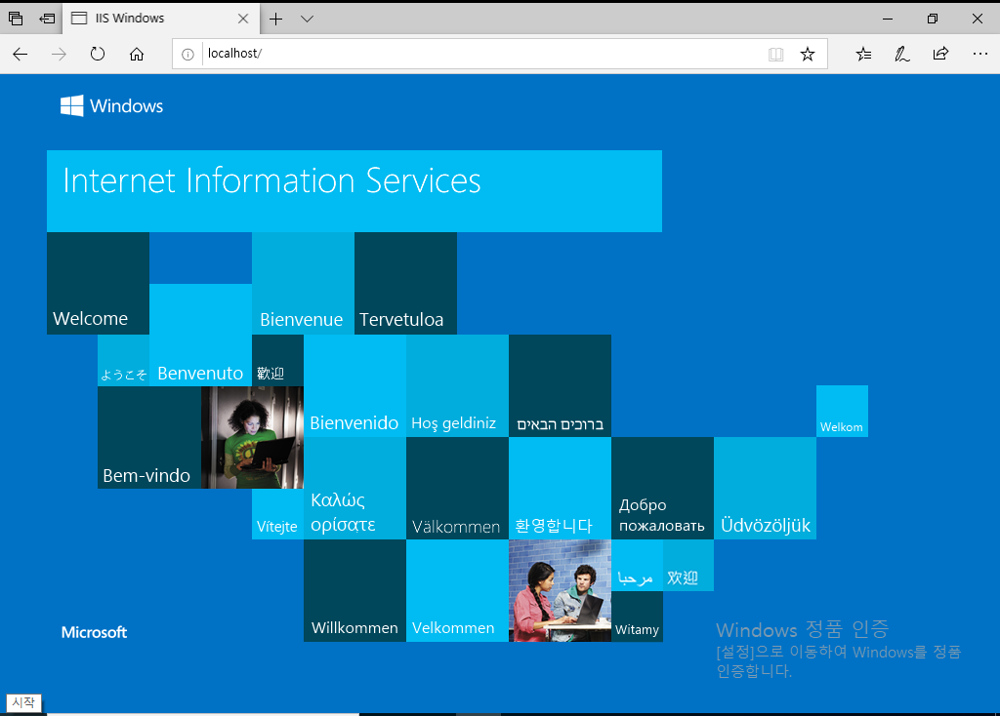 IIS Windows
localhost/
Windows
Internet Information Services
Welcome
Bienvenue
Tervetuloa
ようこそ
Benvenuto
歡迎
Bienvenido
Hoş geldiniz
ברוכים הבאים
Welkom
Bem-vindo
Vítejte
Καλώς
ορίσατε
Välkommen
환영합니다
Добро
пожаловать
Üdvözöljük
Willkommen
Velkommen
مرحبا
欢迎
Witamy
Microsoft
Windows 정품 인증
[설정]으로 이동하여 Windows를 정품
인증합니다.
시작